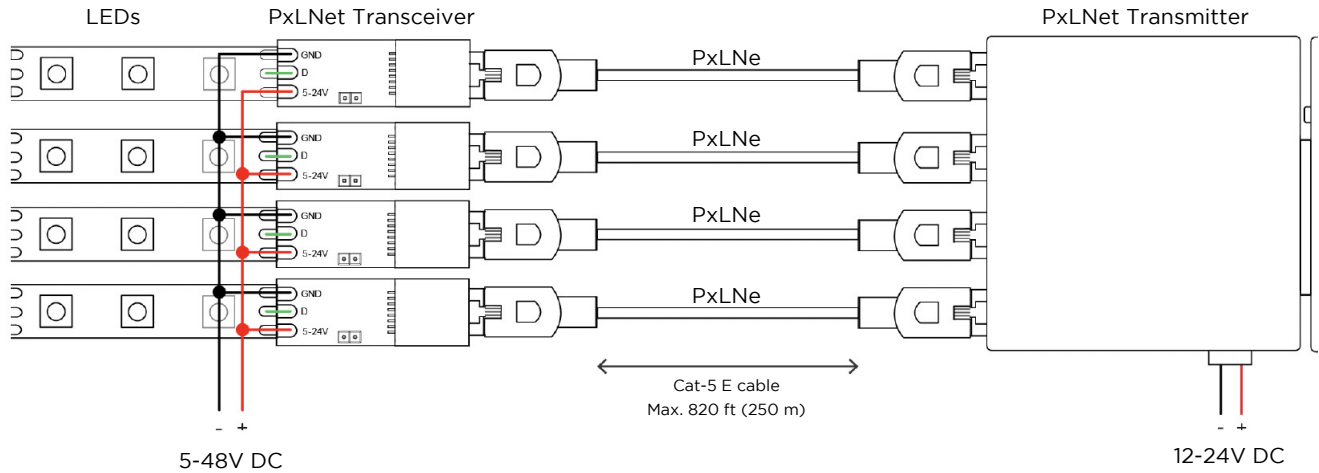 LEDs
PxLNet Transceiver
PxLNet Transmitter
GND
D
5-24V
PxLNe
GND
D
5-24V
PxLNe
GND
D
5-24V
PxLNe
GND
D
5-24V
PxLNe
Cat-5 E cable
Max. 820 ft (250 m)
- +
5-48V DC
- +
12-24V DC